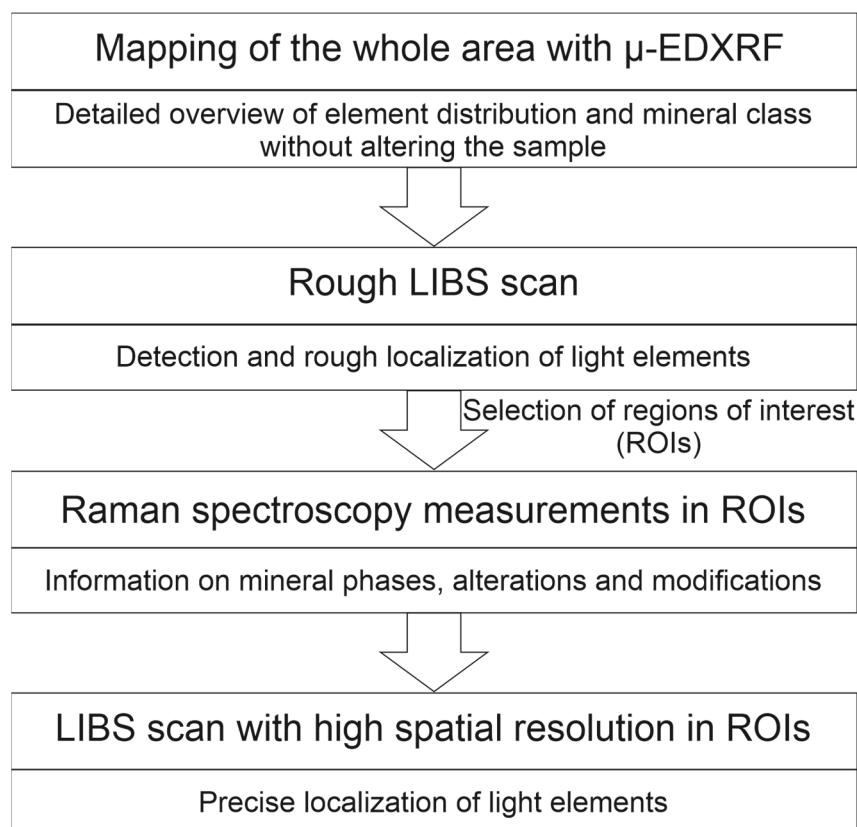 Mapping of the whole area with µ-EDXRF
Detailed overview of element distribution and mineral class
without altering the sample
Rough LIBS scan
Detection and rough localization of light elements
Selection of regions of interest
(ROIs)
Raman spectroscopy measurements in ROIs
Information on mineral phases, alterations and modifications
LIBS scan with high spatial resolution in ROIs
Precise localization of light elements